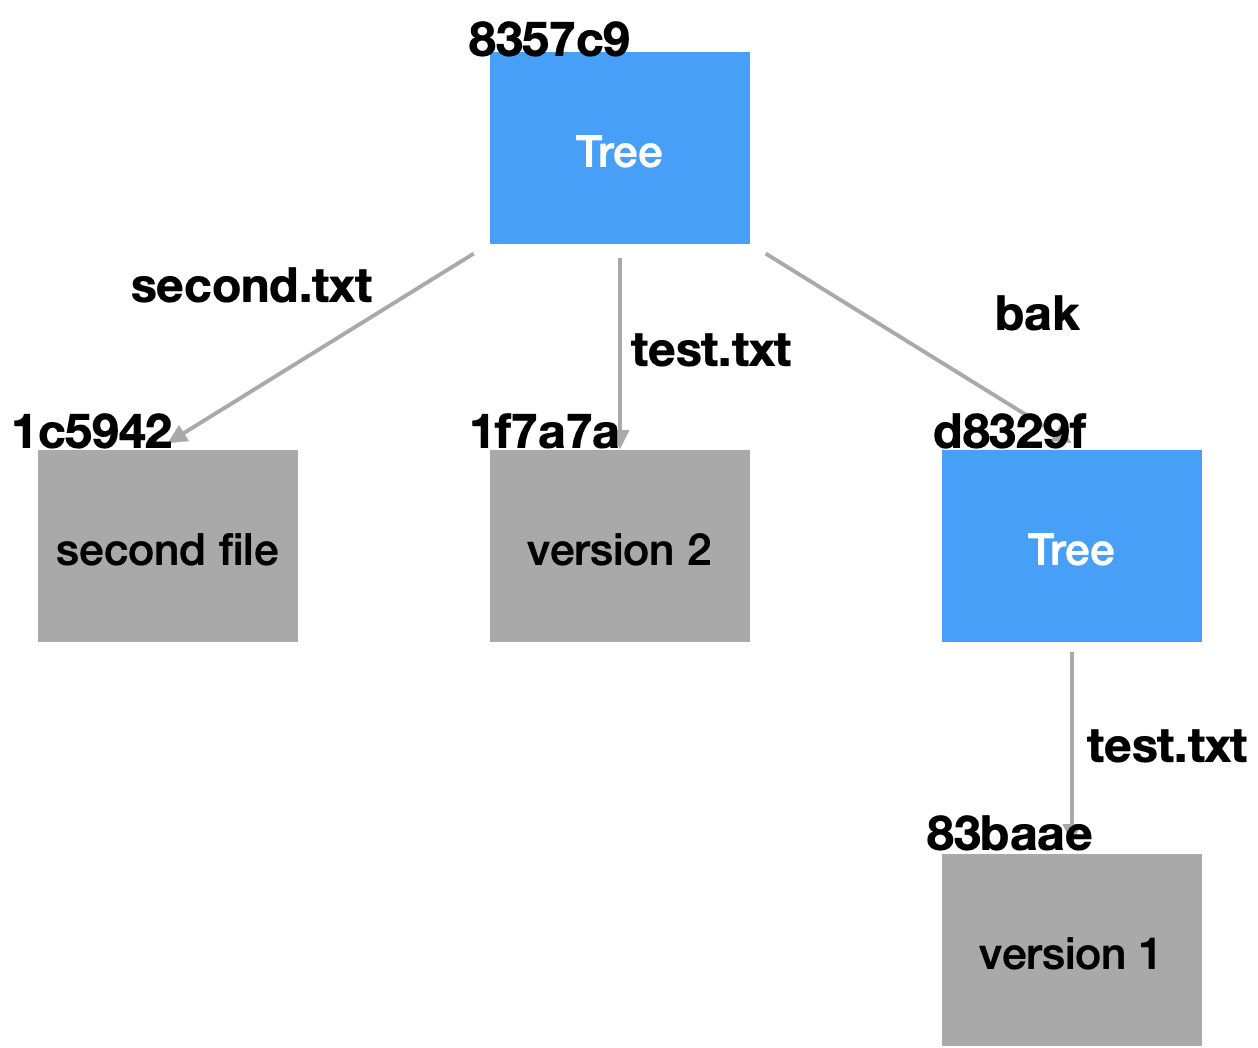 8357c9
Tree
second.txt
test.txt
bak
1c5942
1f7a7a
d8329f
second file
version 2
Tree
test.txt
83baae
version 1